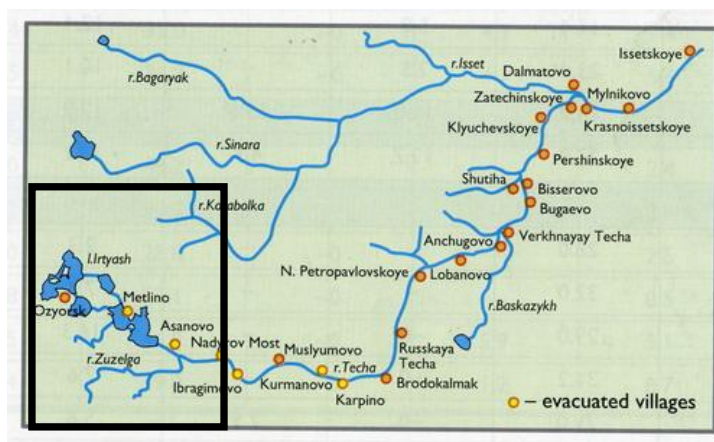 Issetskoye
r.Isset
r.Bagaryak
Dalmatovo
Zatechinskoye
Mylnikovo
Klyuchevskoye
Krasnoissetskoye
r.Sinara
Pershinskoye
Shutiha
Bisserovo
r.Karabolka
Bugaevo
Anchugovo
Verkhnayay Techa
l.Irtyash
N. Petropavlovskoye
Lobanovo
Metlino
Ozyorsk
r.Baskazykh
Asanovo
Nadyrov Most
Muslyumovo
Russkaya
Techa
r.Zuzelga
r.Techa
Ibragimovo
Kurmanovo
Brodokalmak
Karpino
– evacuated villages